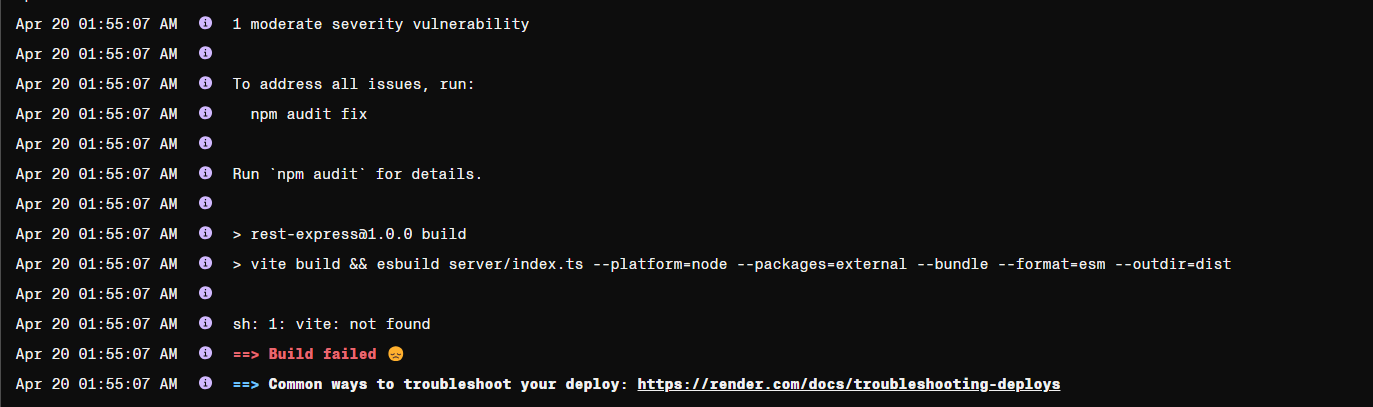 Apr 20 01:55:07 AM 1 moderate severity vulnerability
Apr 20 01:55:07 AM
Apr 20 01:55:07 AM To address all issues, run:
Apr 20 01:55:07 AM   npm audit fix
Apr 20 01:55:07 AM
Apr 20 01:55:07 AM Run `npm audit` for details.
Apr 20 01:55:07 AM
Apr 20 01:55:07 AM > rest-express@1.0.0 build
Apr 20 01:55:07 AM > vite build && esbuild server/index.ts --platform=node --packages=external --bundle --format=esm --outdir=dist
Apr 20 01:55:07 AM
Apr 20 01:55:07 AM sh: 1: vite: not found
Apr 20 01:55:07 AM ==> Build failed 😞
Apr 20 01:55:07 AM ==> Common ways to troubleshoot your deploy: https://render.com/docs/troubleshooting-deploys